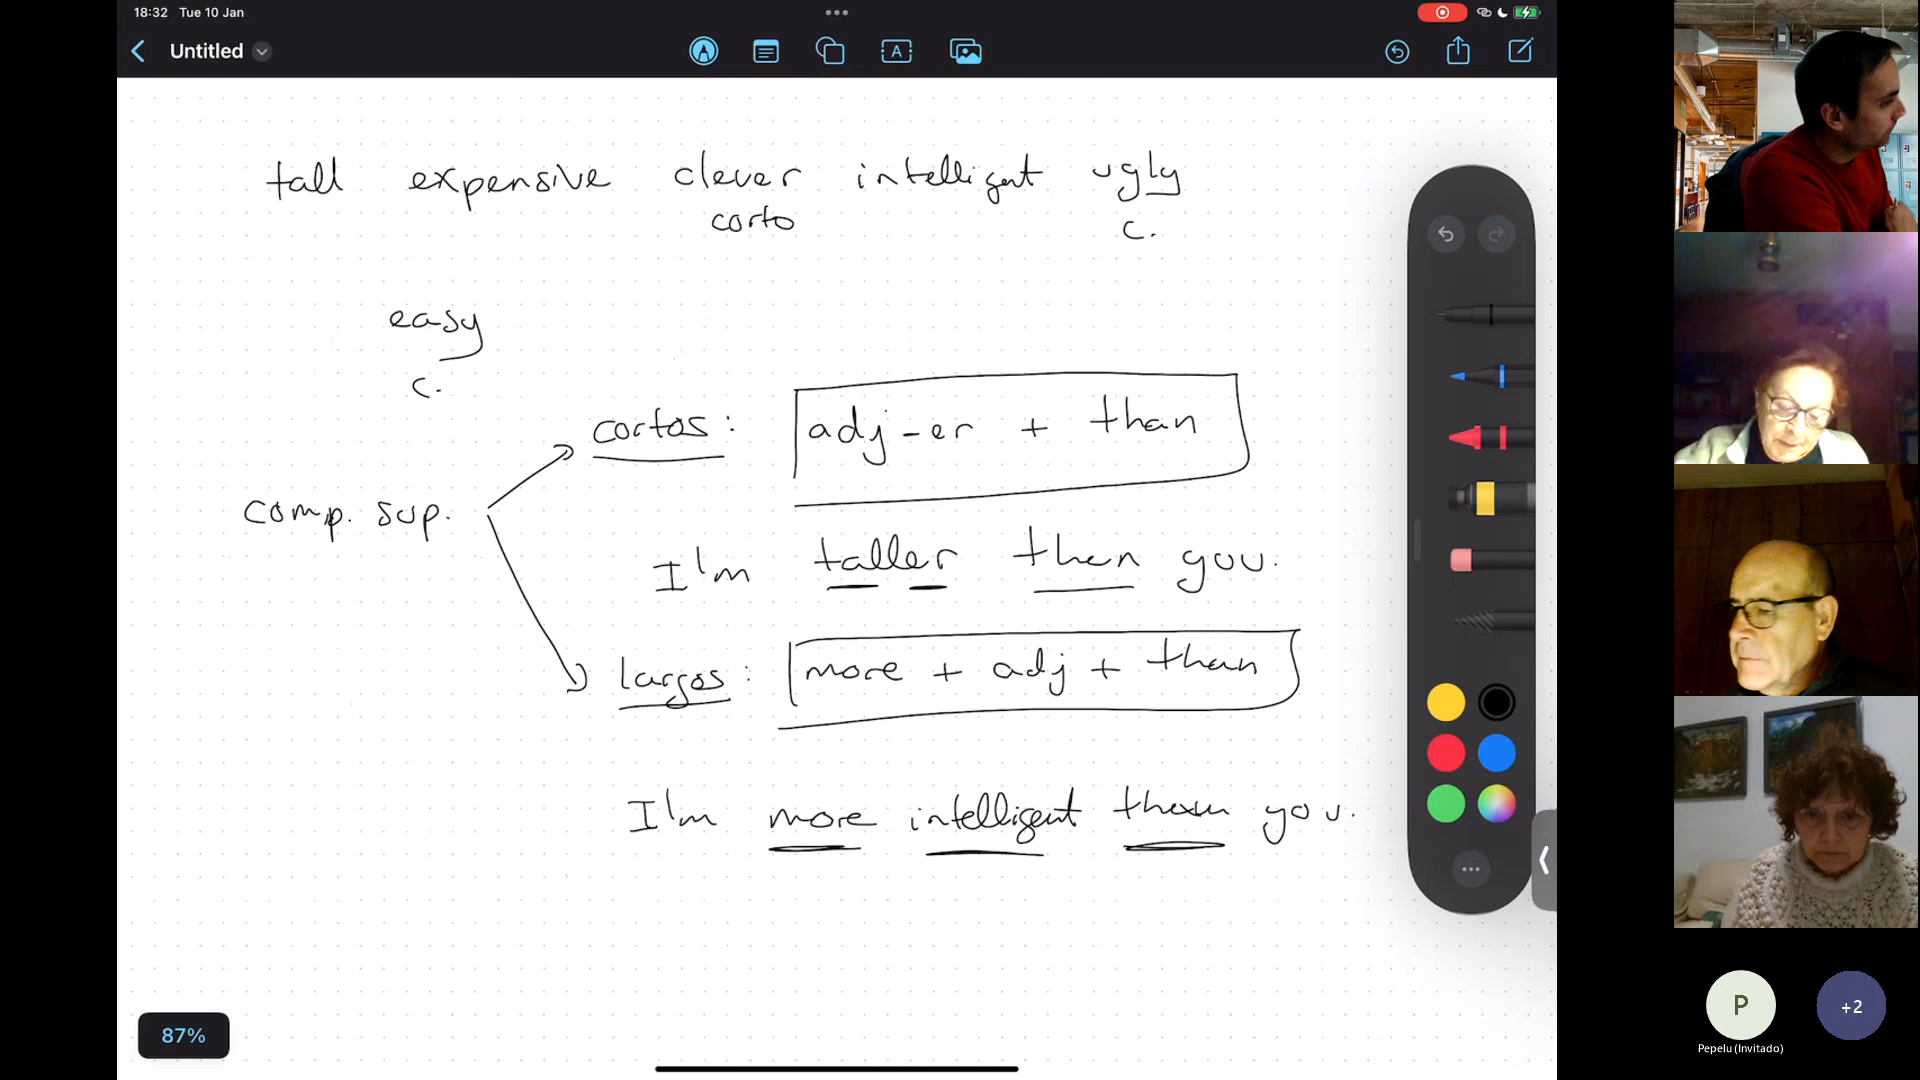 18:32 Tue 10 Jan
Untitled
A
tall expensive clever intelligent ugly
corto c.
easy
c.
cortos: adj-er + than
comp. sup.
I'm taller than you.
largos: more + adj + than
I'm more intelligent than you.
87%
P
+2
Pepelu (Invitado)